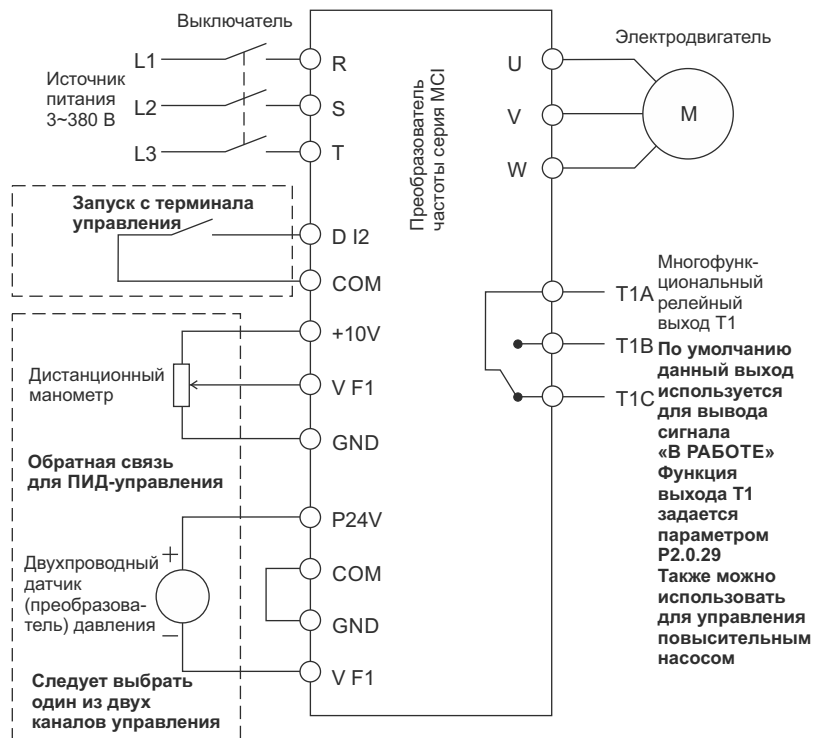 Выключатель
L1
L2
L3
Источник
питания
3~380 В
R
S
T
Преобразователь
частоты серия MCI
U
V
W
Электродвигатель
M
Запуск с терминала
управления
D I2
COM
+10V
Дистанционный
манометр
V F1
GND
Обратная связь
для ПИД-управления
P24V
Двухпроводный
датчик
(преобразова-
тель) давления
+
–
COM
GND
V F1
Следует выбрать
один из двух
каналов управления
T1A
T1B
T1C
Многофунк-
циональный
релейный
выход T1
По умолчанию
данный выход
используется
для вывода
сигнала
«В РАБОТЕ»
Функция
выхода T1
задается
параметром
P2.0.29
Также можно
использовать
для управления
повысительным
насосом